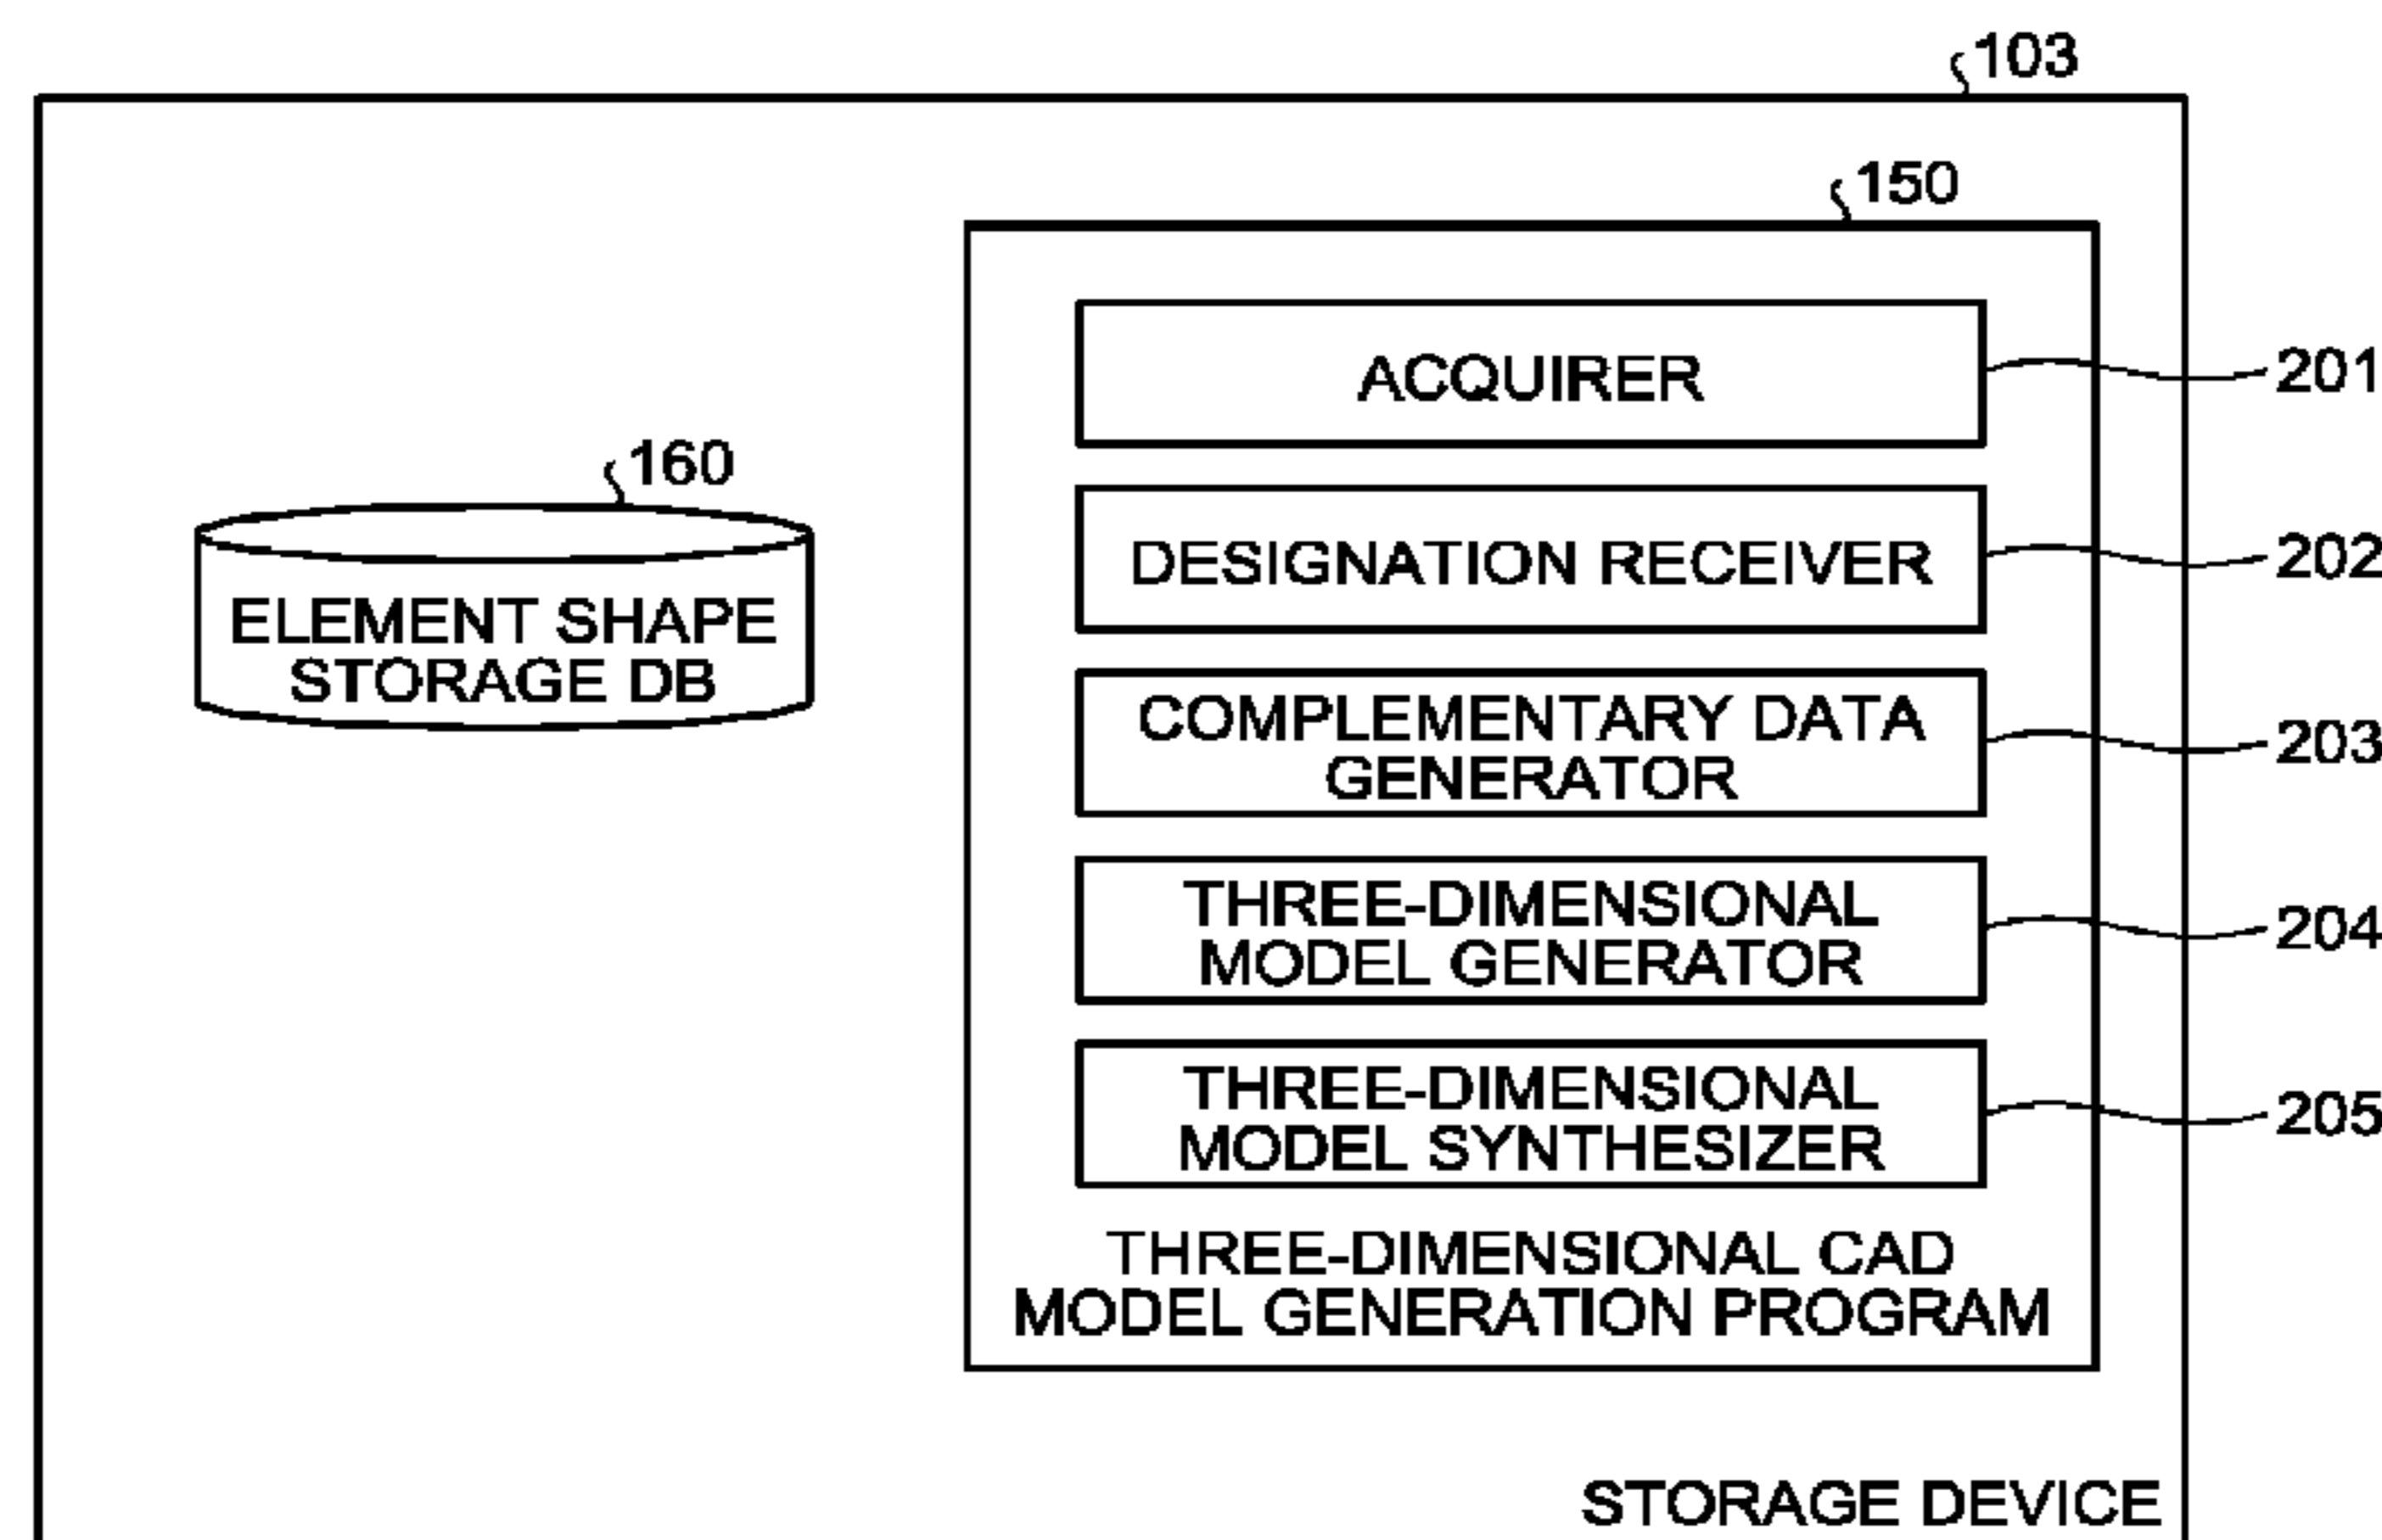 103
150
ACQUIRER
201
160
DESIGNATION RECEIVER
202
ELEMENT SHAPE
STORAGE DB
COMPLEMENTARY DATA
GENERATOR
203
THREE-DIMENSIONAL
MODEL GENERATOR
204
THREE-DIMENSIONAL
MODEL SYNTHESIZER
205
THREE-DIMENSIONAL CAD
MODEL GENERATION PROGRAM
STORAGE DEVICE